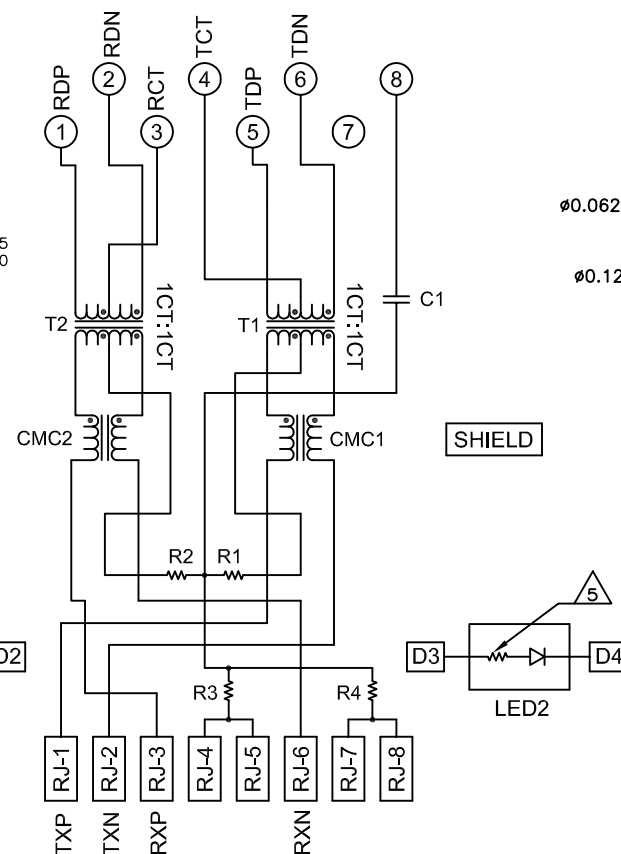 RDN
TCT
TDN
2
4
6
8
RDP
RCT
TDP
1
3
5
7
ø0.062
5
0
ø0.12
1CT:1CT
1CT:1CT
C1
T2
T1
CMC2
CMC1
SHIELD
R2
R1
5
D2
D3
D4
LED2
R3
R4
RJ-1
RJ-2
RJ-3
RJ-4
RJ-5
RJ-6
RJ-7
RJ-8
TXP
TXN
RXP
RXN